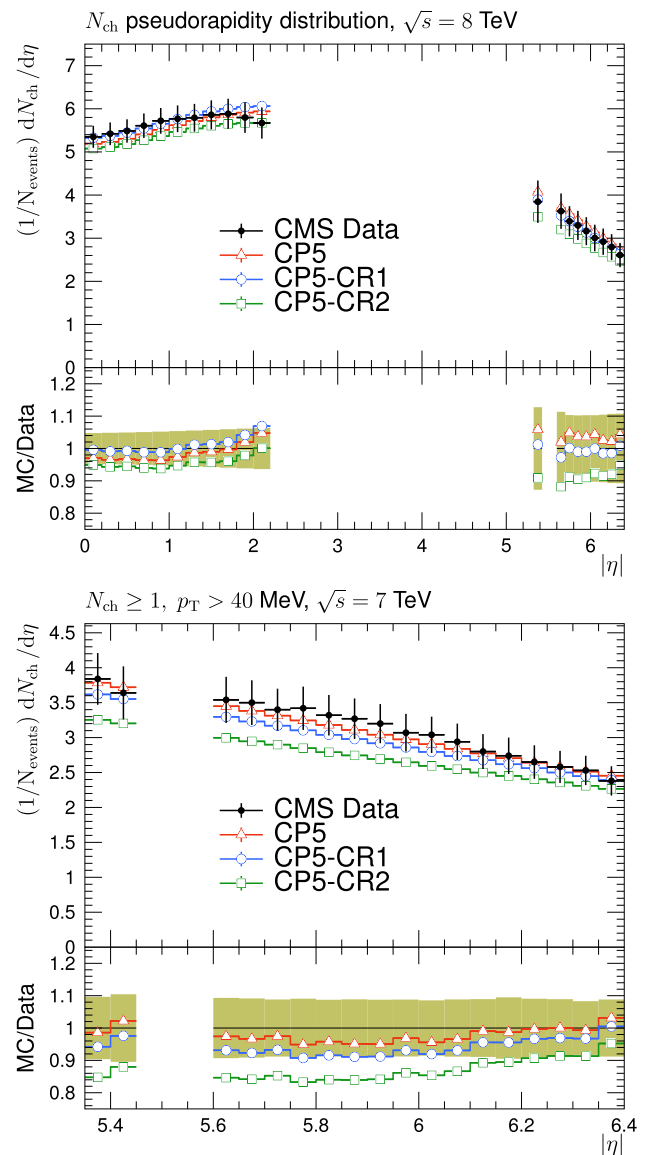 N_ch pseudorapidity distribution, √s = 8 TeV
(1/N_events) dN_ch/dη
7
6
5
4
3
2
1
0
CMS Data
CP5
CP5-CR1
CP5-CR2
MC/Data
1.2
1.1
1
0.9
0.8
0 1 2 3 4 5 6
|η|
N_ch ≥ 1, p_T > 40 MeV, √s = 7 TeV
(1/N_events) dN_ch/dη
4.5
4
3.5
3
2.5
2
1.5
1
0.5
0
CMS Data
CP5
CP5-CR1
CP5-CR2
MC/Data
1.2
1.1
1
0.9
0.8
5.4 5.6 5.8 6 6.2 6.4
|η|